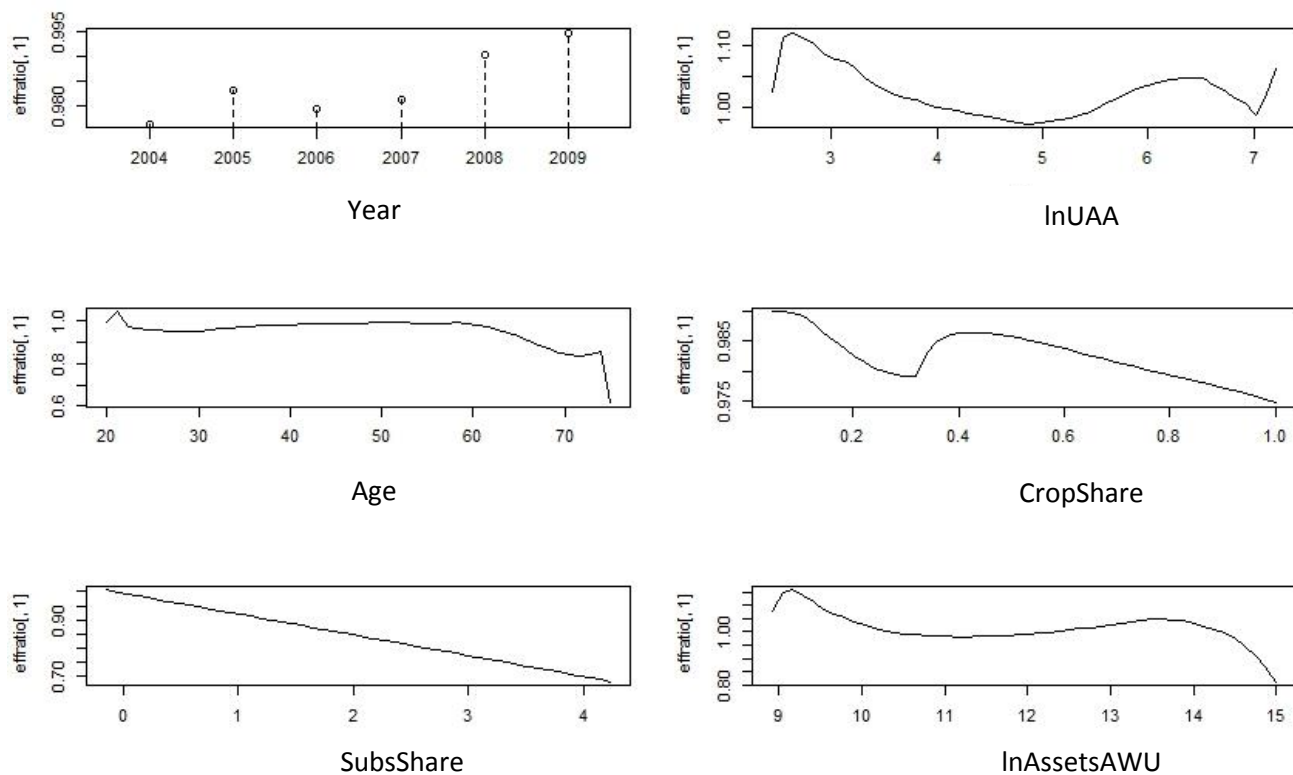 effratio[, 1]
0.995
0.980
2004 2005 2006 2007 2008 2009
Year
effratio[, 1]
1.10
1.00
3 4 5 6 7
lnUAA
effratio[, 1]
1.0
0.8
0.6
20 30 40 50 60 70
Age
effratio[, 1]
0.985
0.975
0.2 0.4 0.6 0.8 1.0
CropShare
effratio[, 1]
0.90
0.70
0 1 2 3 4
SubsShare
effratio[, 1]
1.00
0.80
9 10 11 12 13 14 15
lnAssetsAWU